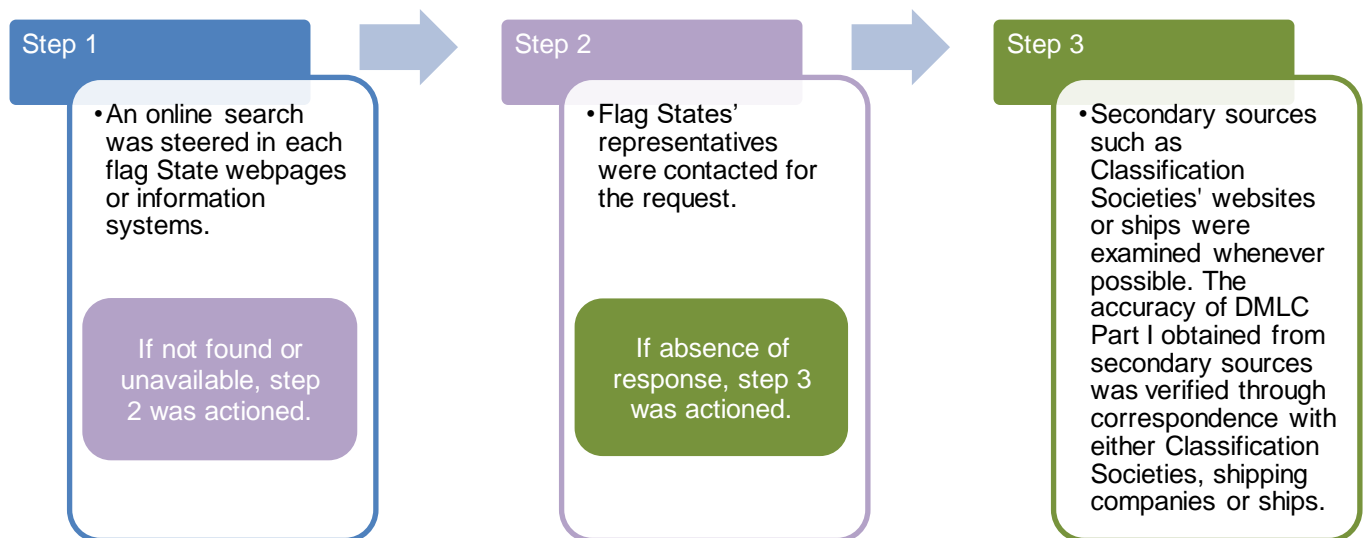 Step 1
•An online search
was steered in each
flag State webpages
or information
systems.
If not found or
unavailable, step
2 was actioned.
Step 2
•Flag States’
representatives
were contacted for
the request.
If absence of
response, step 3
was actioned.
Step 3
•Secondary sources
such as
Classification
Societies' websites
or ships were
examined whenever
possible. The
accuracy of DMLC
Part I obtained from
secondary sources
was verified through
correspondence with
either Classification
Societies, shipping
companies or ships.